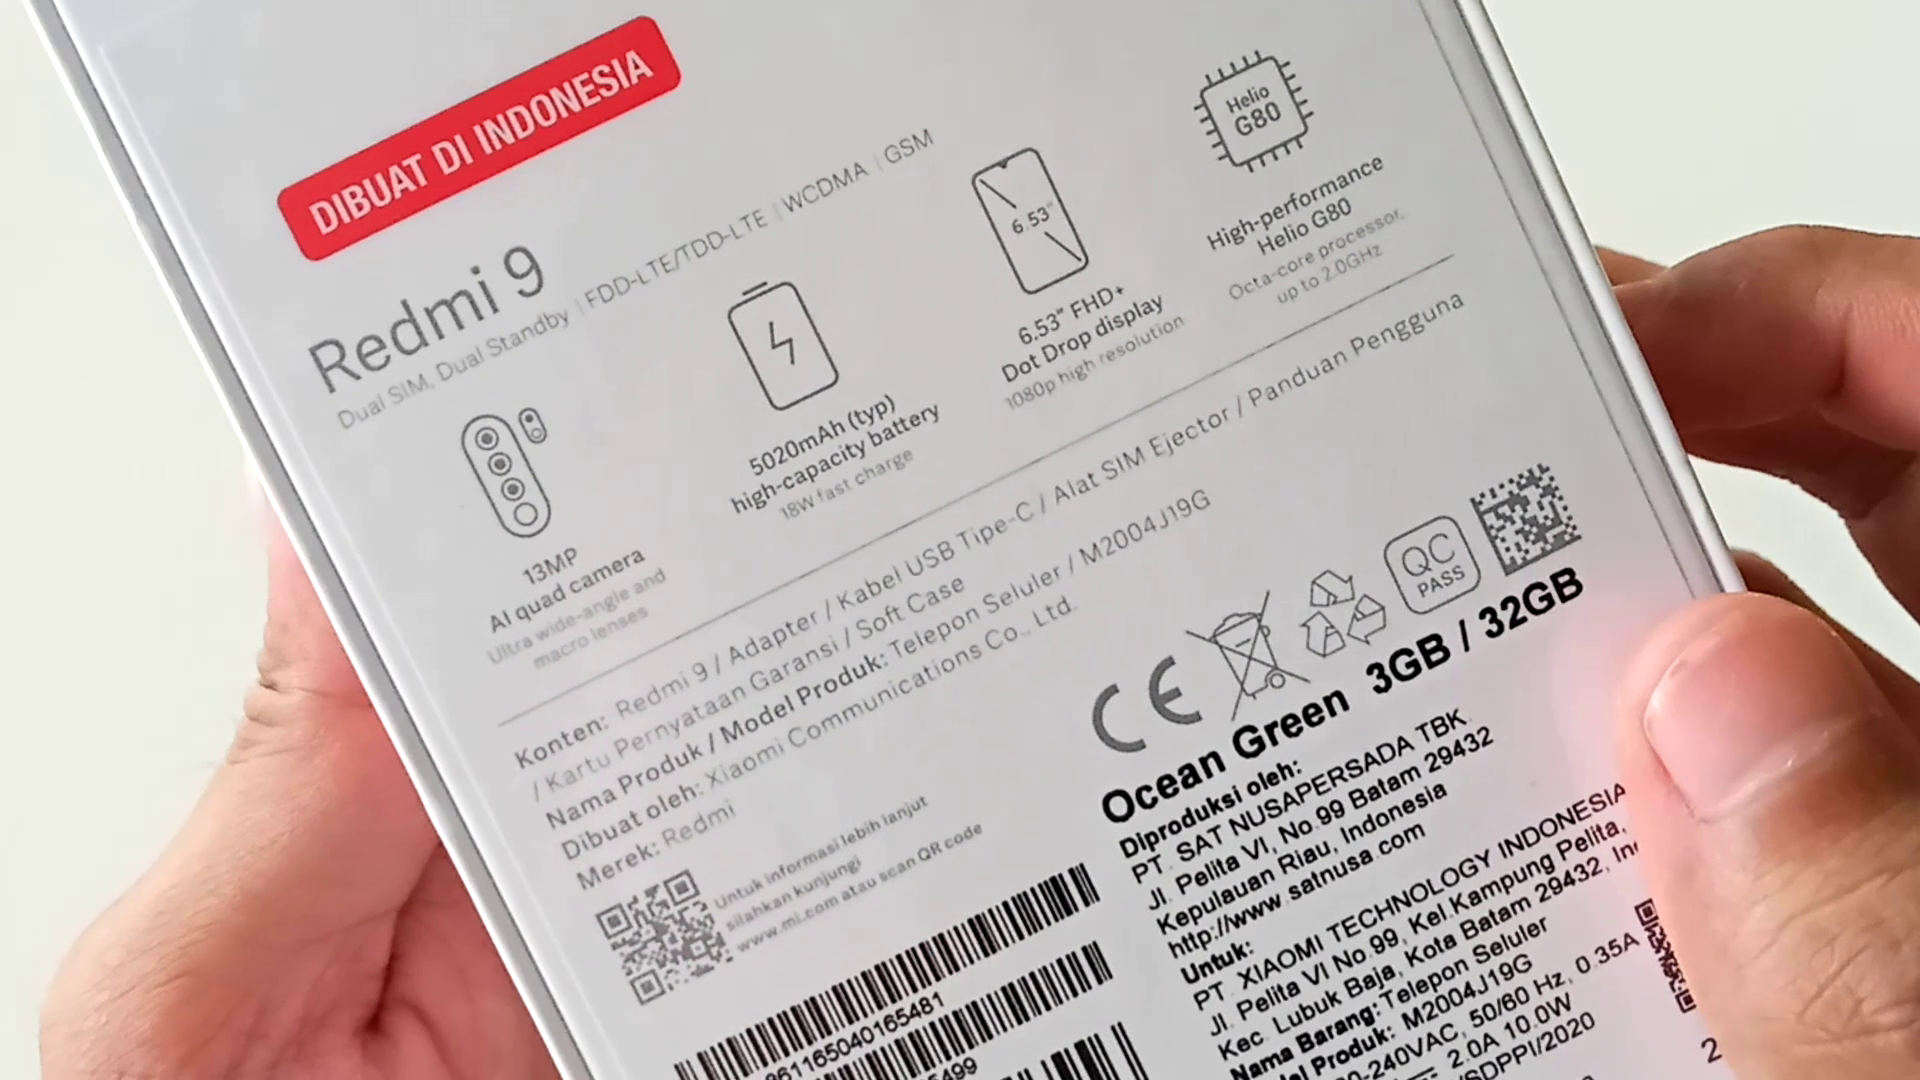 DIBUAT DI INDONESIA
Redmi 9
Dual SIM, Dual Standby | FDD-LTE/TDD-LTE | WCDMA | GSM
13MP
AI quad camera
Ultra wide-angle and
macro lenses
5020mAh (typ)
high-capacity battery
18W fast charge
6.53"
6.53" FHD+
Dot Drop display
1080p high resolution
Helio
G80
High-performance
Helio G80
Octa-core processor,
up to 2.0GHz
Konten: Redmi 9 / Adapter / Kabel USB Tipe-C / Alat SIM Ejector / Panduan Pengguna
/ Kartu Pernyataan Garansi / Soft Case
Nama Produk / Model Produk: Telepon Seluler / M2004J19G
Dibuat oleh: Xiaomi Communications Co., Ltd.
Merek: Redmi
Untuk informasi lebih lanjut
silahkan kunjungi
www.mi.com atau scan QR code
CE
QC
PASS
Ocean Green 3GB / 32GB
Diproduksi oleh:
PT. SAT NUSAPERSADA TBK.
Jl. Pelita VI, No.99 Batam 29432
Kepulauan Riau, Indonesia
http://www.satnusa.com
Untuk:
PT. XIAOMI TECHNOLOGY INDONESIA
Jl. Pelita VI No.99, Kel.Kampung Pelita,
Kec. Lubuk Baja, Kota Batam 29432,
Nama Barang: Telepon Seluler
Produk: M2004J19G
-240VAC, 50/60 Hz, 0.35A
2.0A 10.0W
/SDPPI/2020
861165040165481
5499
2